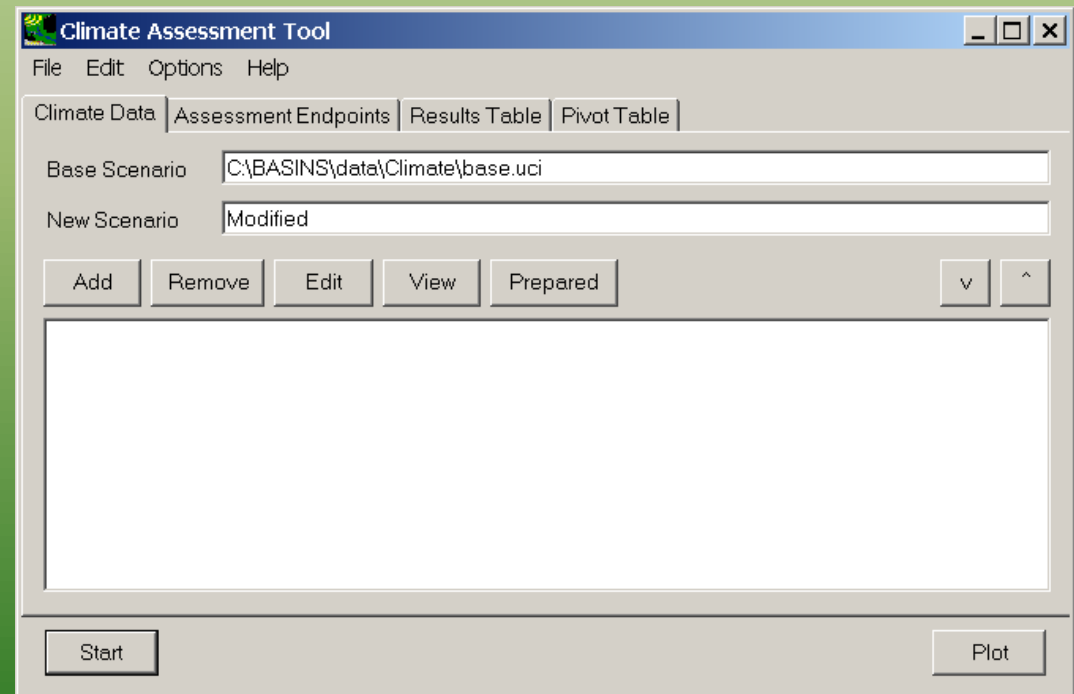 Climate Assessment Tool
File Edit Options Help
Climate Data Assessment Endpoints Results Table Pivot Table
Base Scenario C:\BASINS\data\Climate\base.uci
New Scenario Modified
Add Remove Edit View Prepared v ^
Start Plot